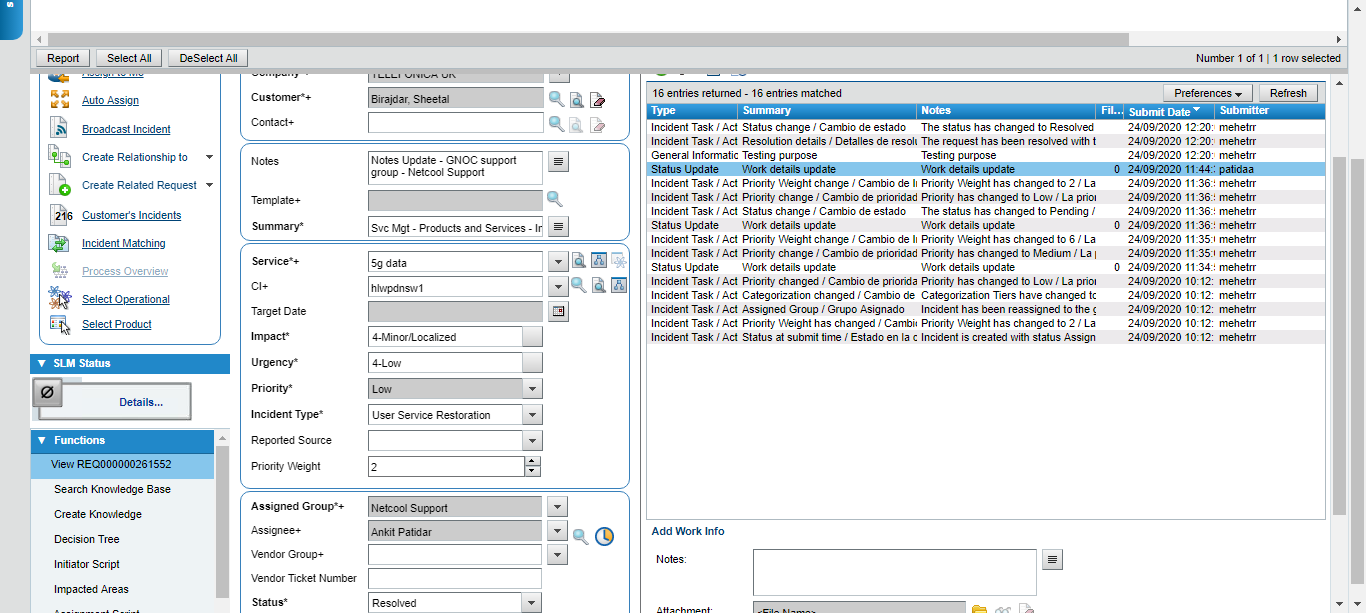 s
Report Select All DeSelect All Number 1 of 1 | 1 row selected
Assign to Me
Auto Assign
Broadcast Incident
Create Relationship to
Create Related Request
216 Customer's Incidents
Incident Matching
Process Overview
Select Operational
Select Product
SLM Status
Details...
Functions
View REQ000000261552
Search Knowledge Base
Create Knowledge
Decision Tree
Initiator Script
Impacted Areas
Assignment Script
Company*+ TELEFONICA UK
Customer*+ Birajdar, Sheetal
Contact+
Notes Notes Update - GNOC support
group - Netcool Support
Template+
Summary* Svc Mgt - Products and Services - In
Service*+ 5g data
CI+ hlwpdnsw1
Target Date
Impact* 4-Minor/Localized
Urgency* 4-Low
Priority* Low
Incident Type* User Service Restoration
Reported Source
Priority Weight 2
Assigned Group*+ Netcool Support
Assignee+ Ankit Patidar
Vendor Group+
Vendor Ticket Number
Status* Resolved
16 entries returned - 16 entries matched Preferences Refresh
Type Summary Notes Fil... Submit Date Submitter
Incident Task / Act Status change / Cambio de estado The status has changed to Resolved 24/09/2020 12:20: mehetrr
Incident Task / Act Resolution details / Detalles de resolu The request has been resolved with t 24/09/2020 12:20: mehetrr
General Informatic Testing purpose Testing purpose 24/09/2020 12:20: mehetrr
Status Update Work details update Work details update 0 24/09/2020 11:44: patidaa
Incident Task / Act Priority Weight change / Cambio de I Priority Weight has changed to 2 / La 24/09/2020 11:36: mehetrr
Incident Task / Act Priority change / Cambio de prioridad Priority has changed to Low / La prior 24/09/2020 11:36: mehetrr
Incident Task / Act Status change / Cambio de estado The status has changed to Pending / 24/09/2020 11:36: mehetrr
Status Update Work details update Work details update 0 24/09/2020 11:36: mehetrr
Incident Task / Act Priority Weight change / Cambio de I Priority Weight has changed to 6 / La 24/09/2020 11:35: mehetrr
Incident Task / Act Priority change / Cambio de prioridad Priority has changed to Medium / La p 24/09/2020 11:35: mehetrr
Status Update Work details update Work details update 0 24/09/2020 11:34: mehetrr
Incident Task / Act Priority changed / Cambio de priorida Priority has changed to Low / La prior 24/09/2020 10:12: mehetrr
Incident Task / Act Categorization changed / Cambio de Categorization Tiers have changed to 24/09/2020 10:12: mehetrr
Incident Task / Act Assigned Group / Grupo Asignado Incident has been reassigned to the g 24/09/2020 10:12: mehetrr
Incident Task / Act Priority Weight has changed / Cambi Priority Weight has changed to 2 / La 24/09/2020 10:12: mehetrr
Incident Task / Act Status at submit time / Estado en la c Incident is created with status Assign 24/09/2020 10:12: mehetrr
Add Work Info
Notes:
Attachment: <File Name>